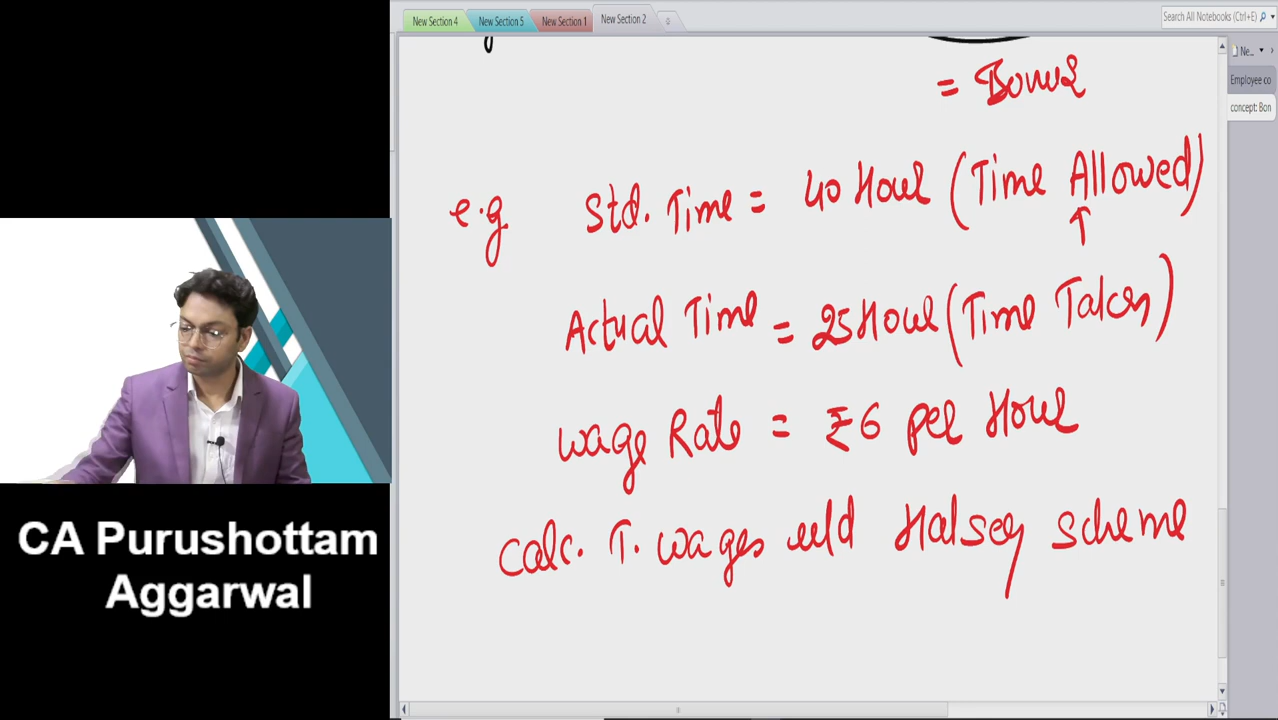 New Section 4 New Section 5 New Section 1 New Section 2
Search All Notebooks (Ctrl+E)
Ne...
Employee co
concept: Bon
= Bonus
e.g Std. Time = 40 Hour (Time Allowed)
Actual Time = 25 Hour (Time Taken)
Wage Rate = ₹6 per Hour
Calc. T. wages u/d Halsey scheme
CA Purushottam
Aggarwal